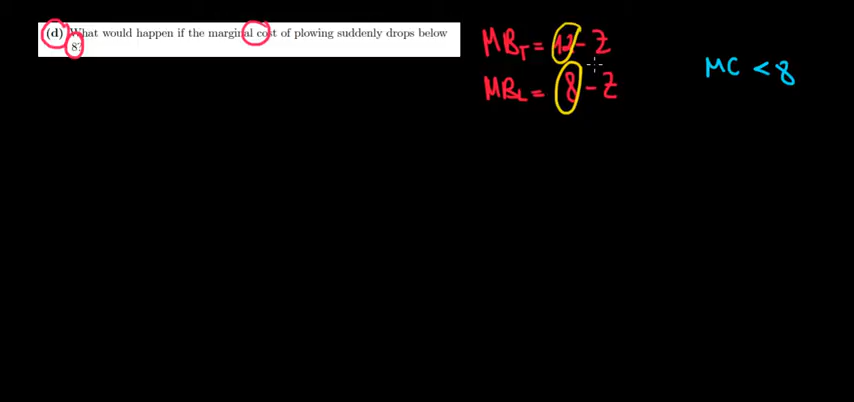 (d) What would happen if the marginal cost of plowing suddenly drops below
8?
MB_T = 12 - Z
MB_L = 8 - Z
MC < 8